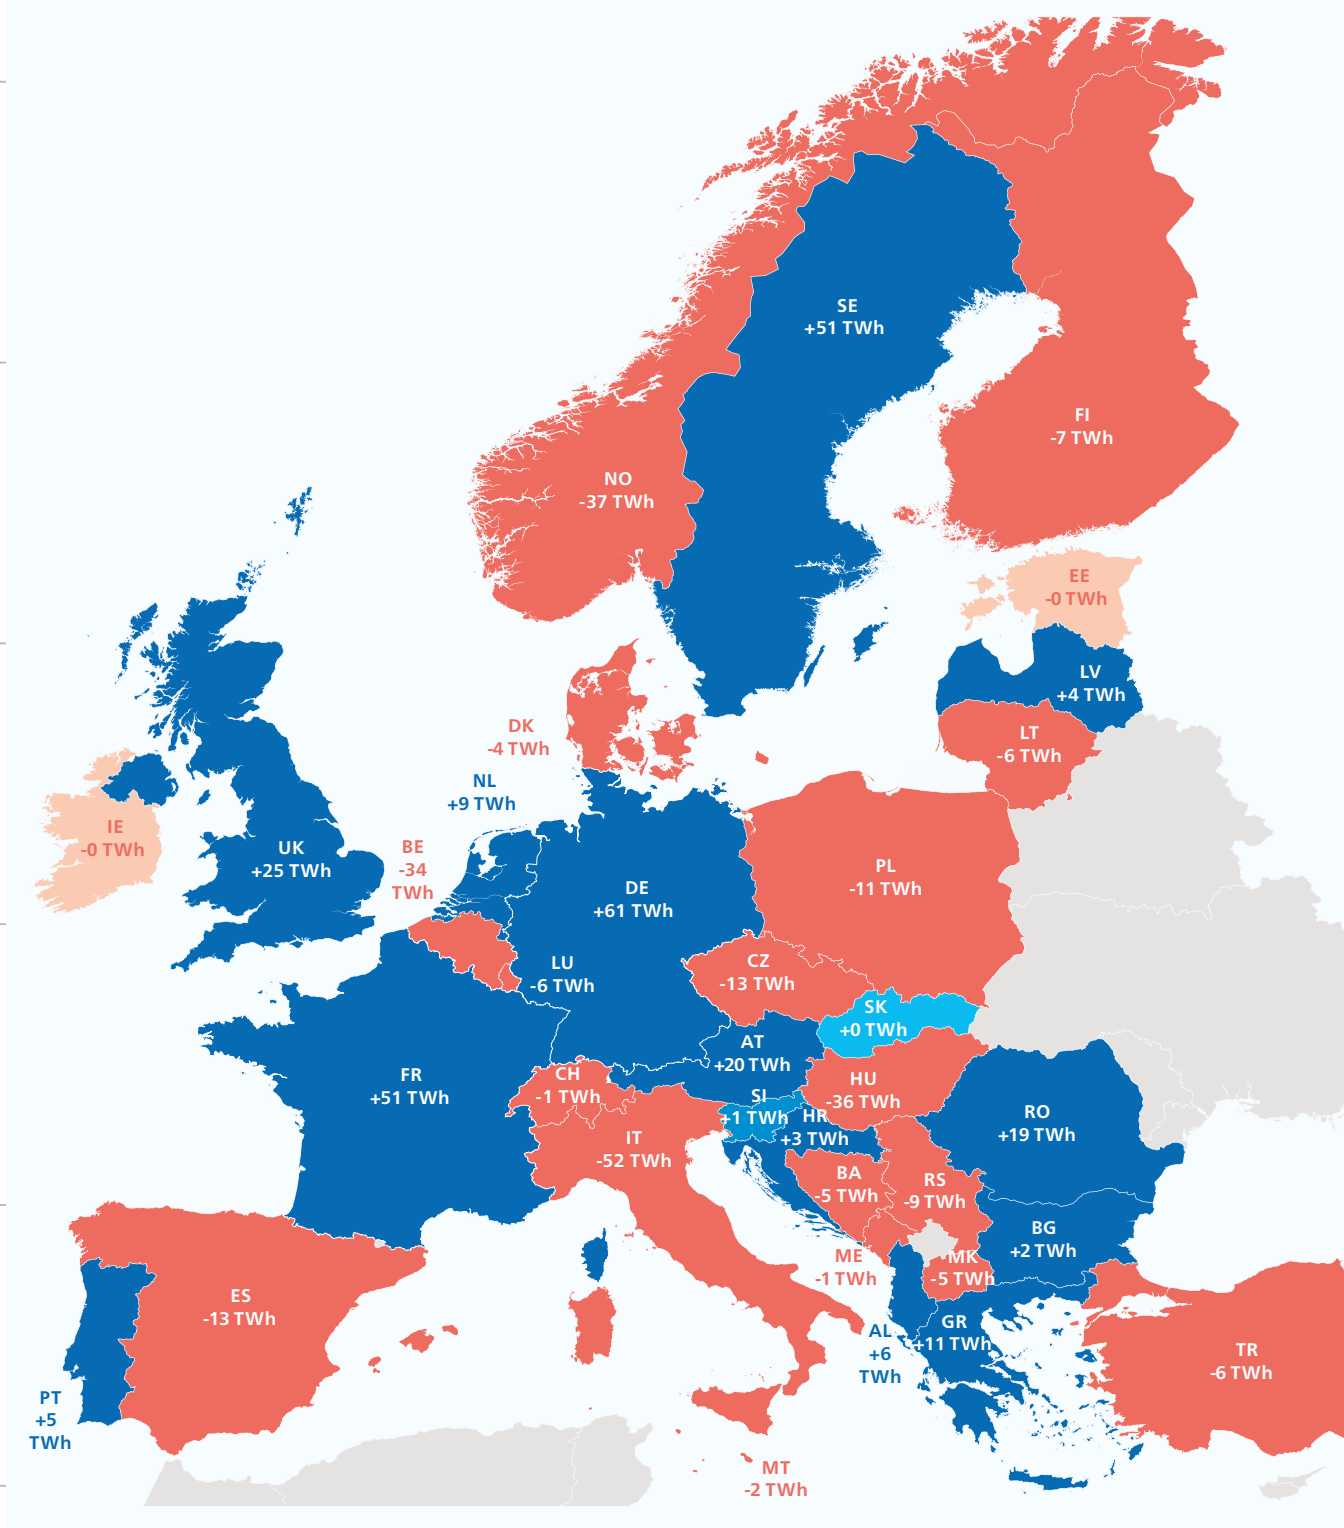 SE
+51 TWh
FI
-7 TWh
NO
-37 TWh
EE
-0 TWh
LV
+4 TWh
LT
-6 TWh
DK
-4 TWh
NL
+9 TWh
IE
-0 TWh
UK
+25 TWh
BE
-34
TWh
DE
+61 TWh
PL
-11 TWh
LU
-6 TWh
CZ
-13 TWh
SK
+0 TWh
AT
+20 TWh
FR
+51 TWh
CH
-1 TWh
HU
-36 TWh
SI
+1 TWh
HR
+3 TWh
RO
+19 TWh
IT
-52 TWh
BA
-5 TWh
RS
-9 TWh
BG
+2 TWh
ME
-1 TWh
MK
-5 TWh
ES
-13 TWh
AL
+6
TWh
GR
+11 TWh
TR
-6 TWh
PT
+5
TWh
MT
-2 TWh